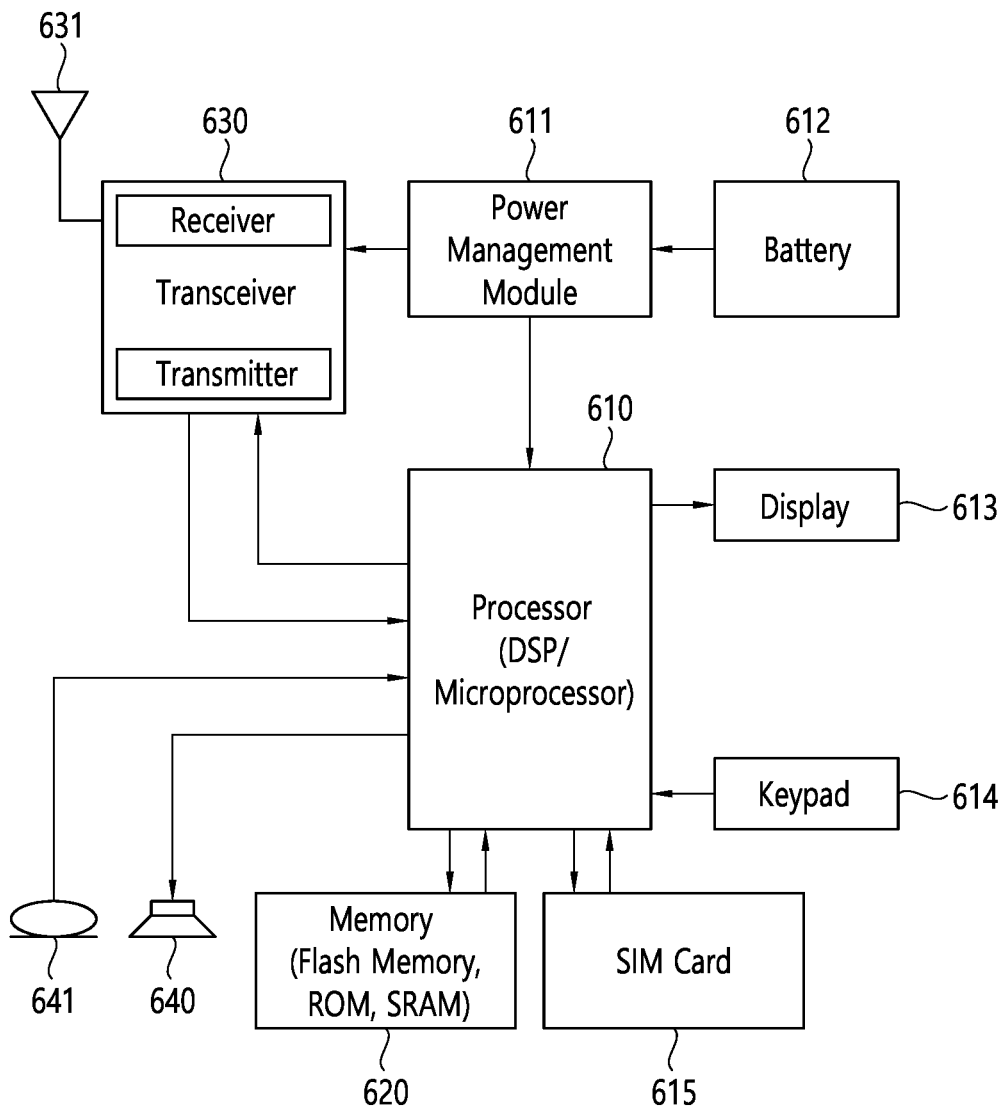 631
630
611
612
Receiver
Transceiver
Transmitter
Power
Management
Module
Battery
610
Display
613
Processor
(DSP/
Microprocessor)
Keypad
614
641
640
Memory
(Flash Memory,
ROM, SRAM)
SIM Card
620
615